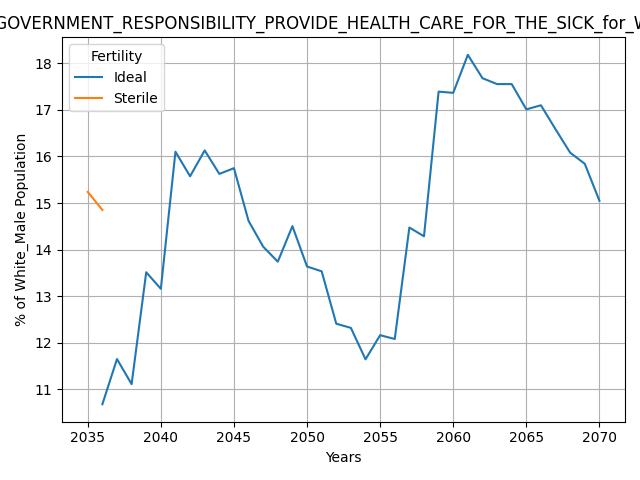 GOVERNMENT_RESPONSIBILITY_PROVIDE_HEALTH_CARE_FOR_THE_SICK_for_W
Fertility
Ideal
Sterile
% of White_Male Population
18
17
16
15
14
13
12
11
2035
2040
2045
2050
2055
2060
2065
2070
Years